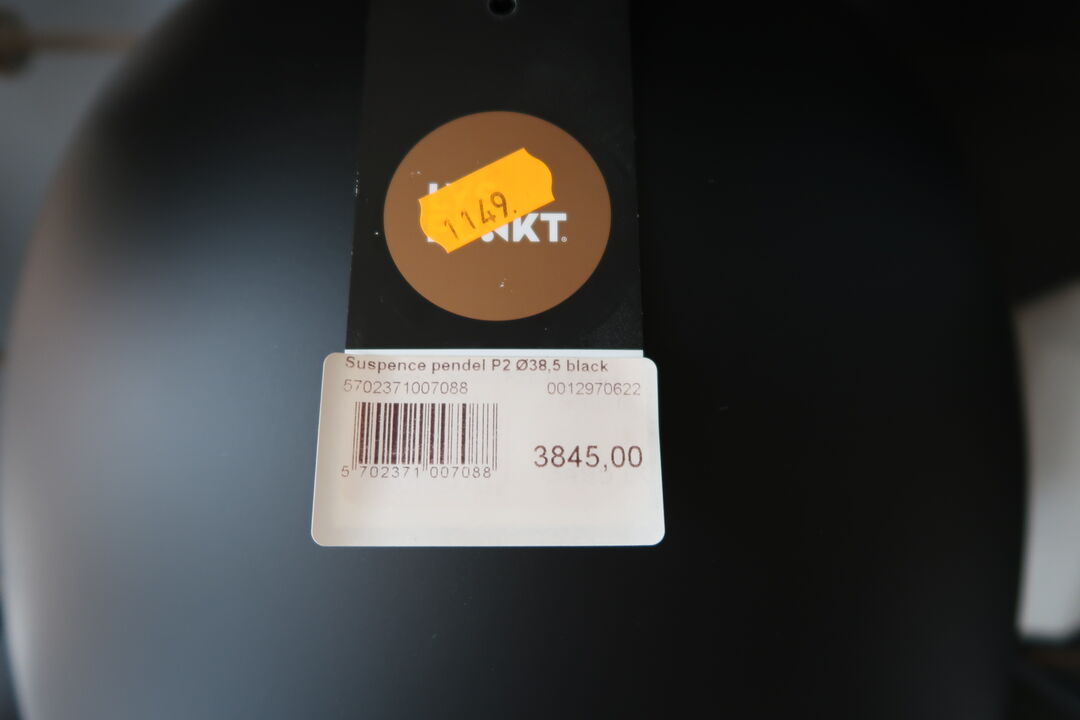 1149.
NKT®
Suspence pendel P2 Ø38,5 black
5702371007088 0012970622
3845,00
5 702371 007088